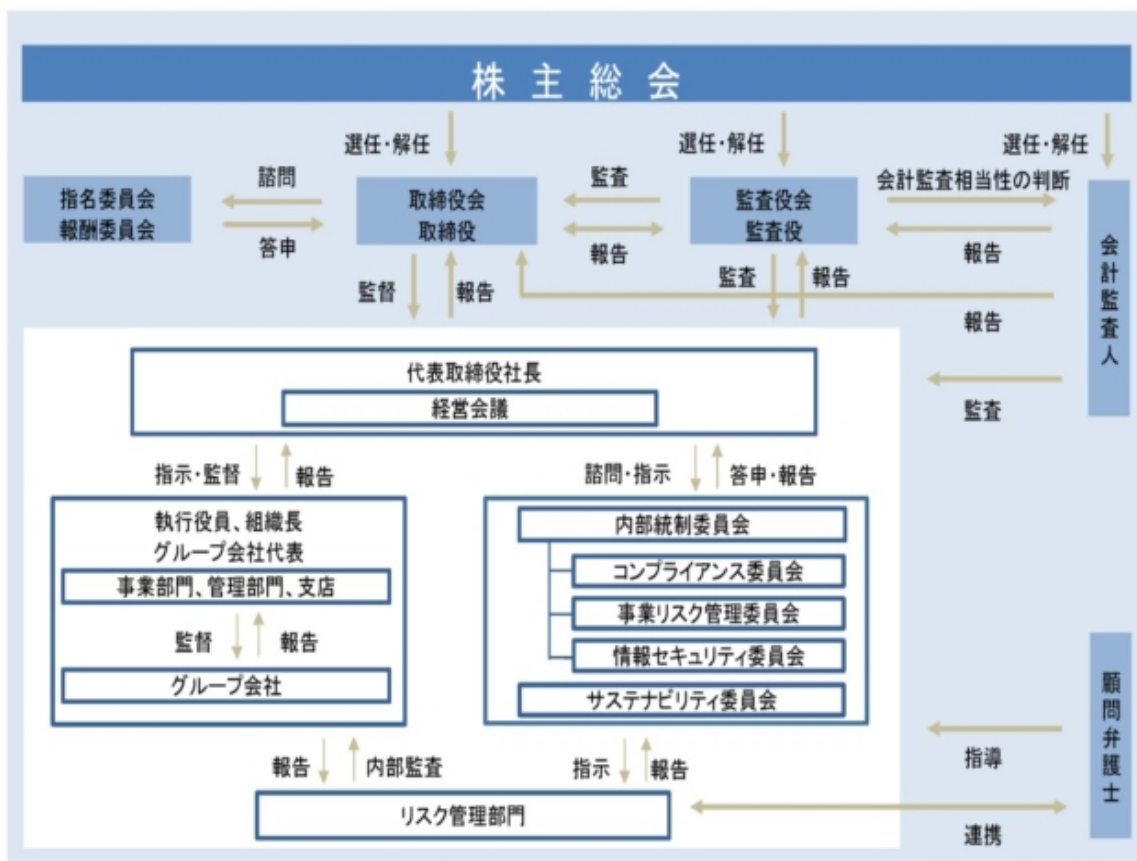 株主総会
選任・解任
選任・解任
選任・解任
指名委員会
報酬委員会
諮問
答申
取締役会
取締役
監査
報告
監査役会
監査役
会計監査相当性の判断
報告
会計監査人
監督
報告
監査
報告
報告
監査
代表取締役社長
経営会議
指示・監督
報告
諮問・指示
答申・報告
執行役員、組織長
グループ会社代表
事業部門、管理部門、支店
監督
報告
グループ会社
内部統制委員会
コンプライアンス委員会
事業リスク管理委員会
情報セキュリティ委員会
サステナビリティ委員会
顧問弁護士
指導
報告
内部監査
指示
報告
リスク管理部門
連携